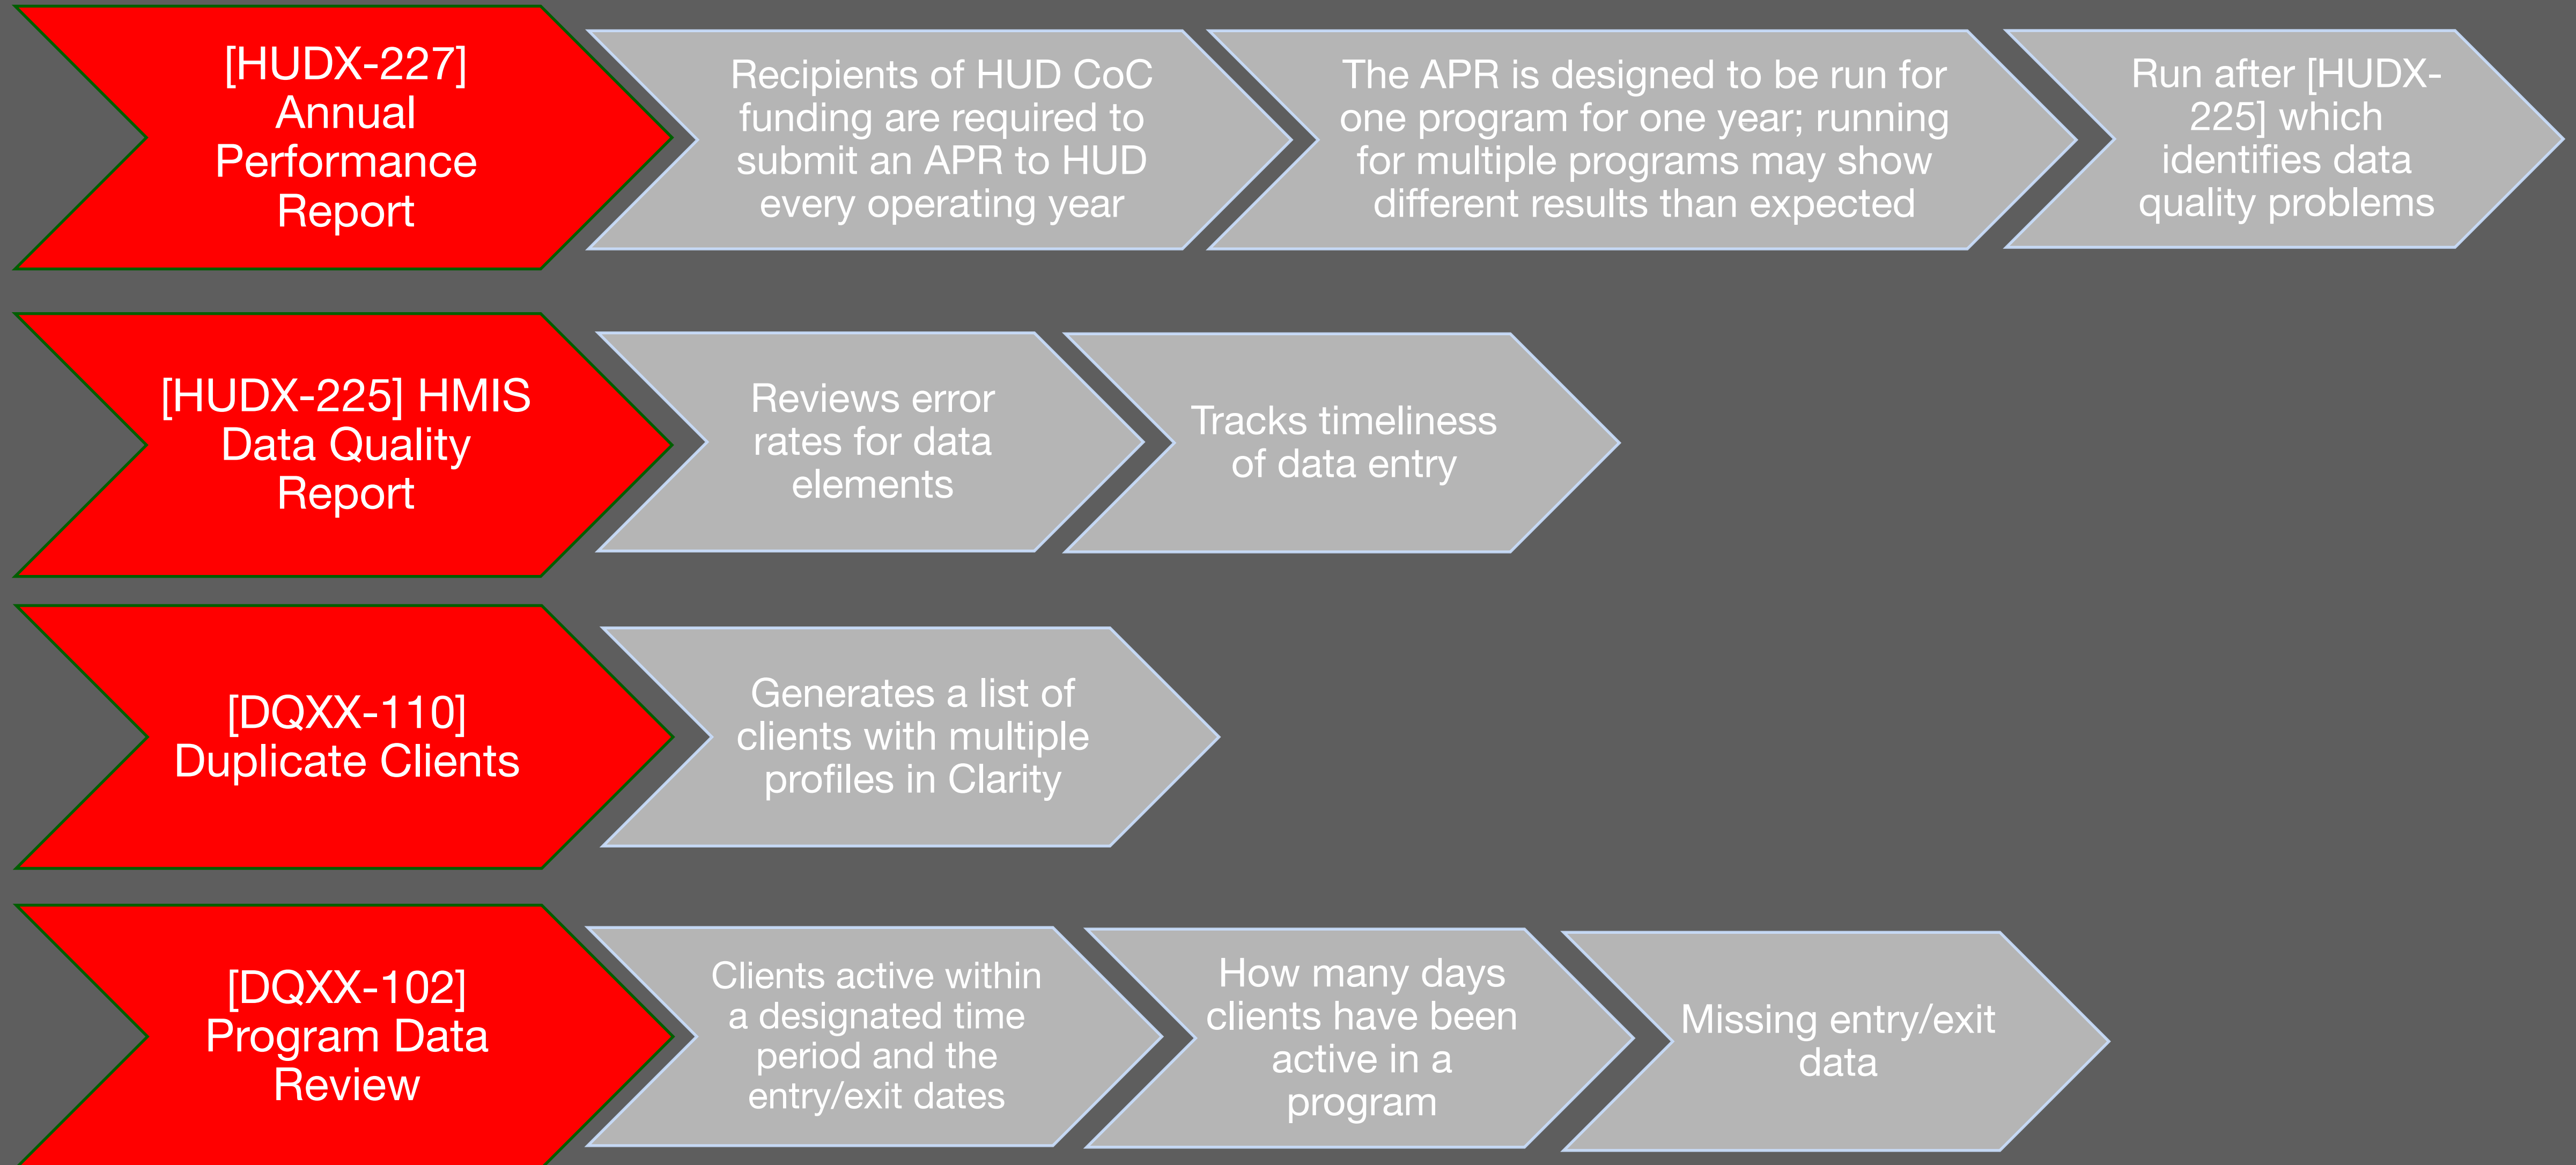 [HUDX-227]
Annual
Performance
Report
Recipients of HUD CoC
funding are required to
submit an APR to HUD
every operating year
The APR is designed to be run for
one program for one year; running
for multiple programs may show
different results than expected
Run after [HUDX-
225] which
identifies data
quality problems
[HUDX-225] HMIS
Data Quality
Report
Reviews error
rates for data
elements
Tracks timeliness
of data entry
[DQXX-110]
Duplicate Clients
Generates a list of
clients with multiple
profiles in Clarity
[DQXX-102]
Program Data
Review
Clients active within
a designated time
period and the
entry/exit dates
How many days
clients have been
active in a
program
Missing entry/exit
data